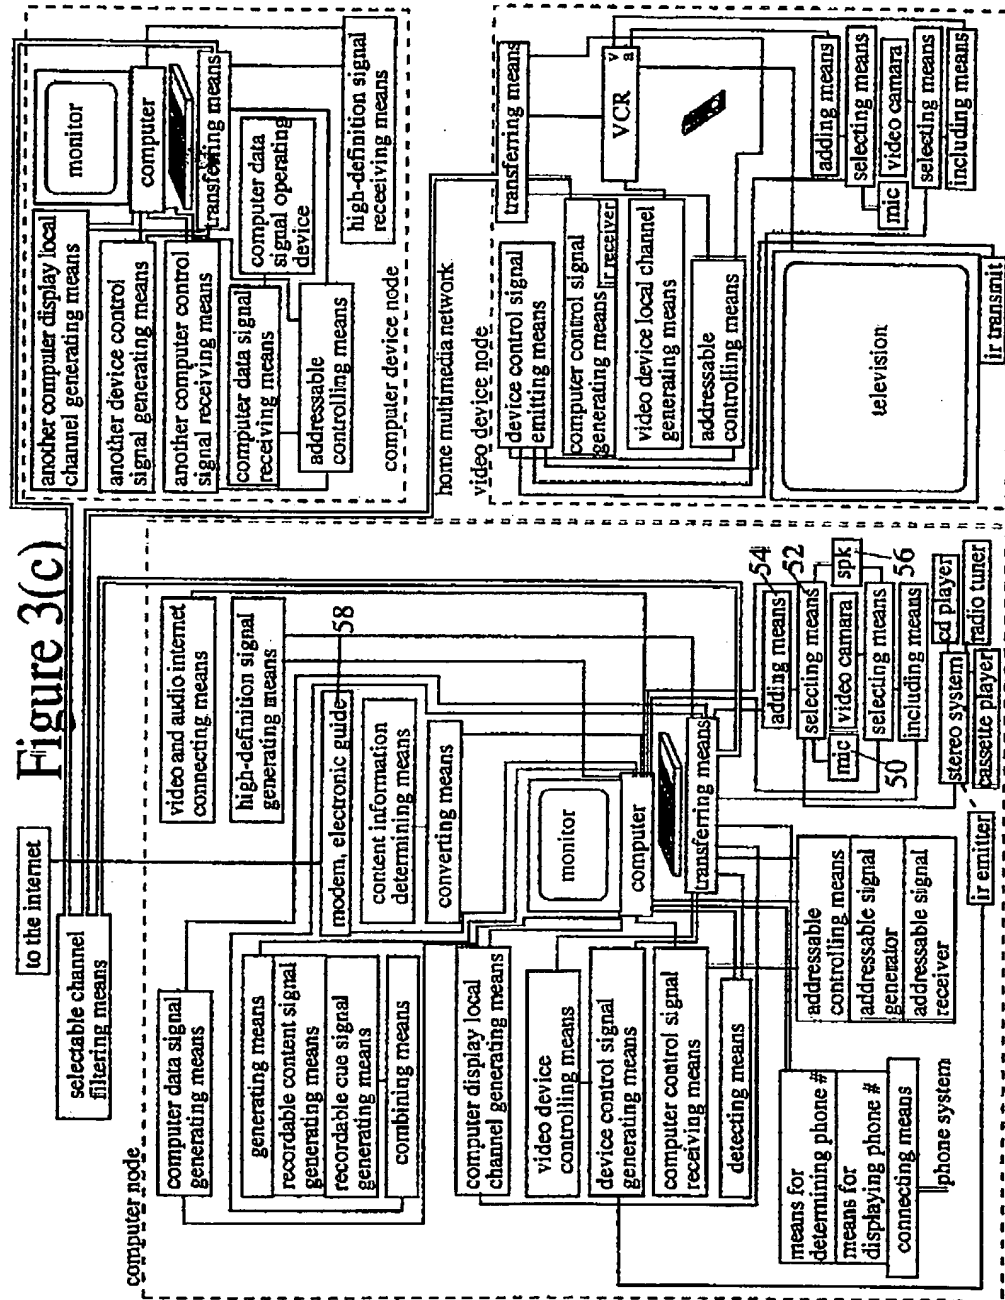 Figure 3(c)
to the internet
selectable channel
filtering means
computer node
computer data signal
generating means
generating means
recordable content signal
generating means
recordable cue signal
generating means
combining means
computer display local
channel generating means
video device
controlling means
device control signal
generating means
computer control signal
receiving means
detecting means
means for
determining phone #
means for
displaying phone #
connecting means
phone system
video and audio internet
connecting means
high-definition signal
generating means
modem, electronic guide
58
content information
determining means
converting means
monitor
computer
transferring means
addressable
controlling means
addressable signal
generator
addressable signal
receiver
ir emitter
adding means
54
selecting means
52
mic
50
video camara
spk
selecting means
56
including means
stereo system
cd player
cassette player
radio tuner
another computer display local
channel generating means
another device control
signal generating means
another computer control
signal receiving means
computer data signal
receiving means
addressable
controlling means
monitor
computer
transferring means
computer data
signal operating
device
high-definition signal
receiving means
computer device node
home multimedia network
video device node
transferring means
device control signal
emitting means
computer control signal
generating means
ir receiver
video device local channel
generating means
addressable
controlling means
VCR
v
a
television
ir transmit
adding means
selecting means
mic
video camara
selecting means
including means